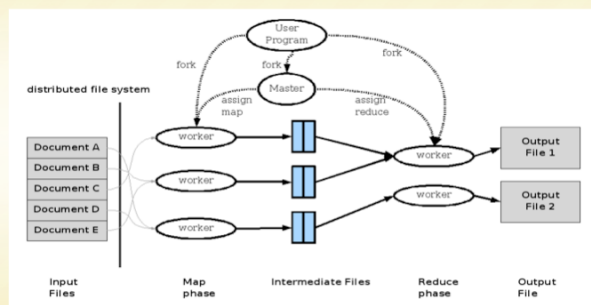 User
Program
fork
fork
fork
distributed file system
Master
assign
map
assign
reduce
worker
worker
worker
worker
worker
Document A
Document B
Document C
Document D
Document E
Output
File 1
Output
File 2
Input
Files
Map
phase
Intermediate Files
Reduce
phase
Output
File